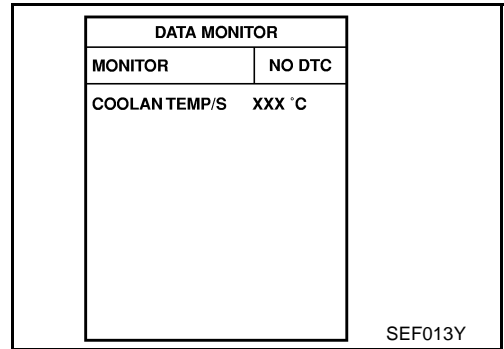 DATA MONITOR
MONITOR NO DTC
COOLAN TEMP/S XXX °C
SEF013Y